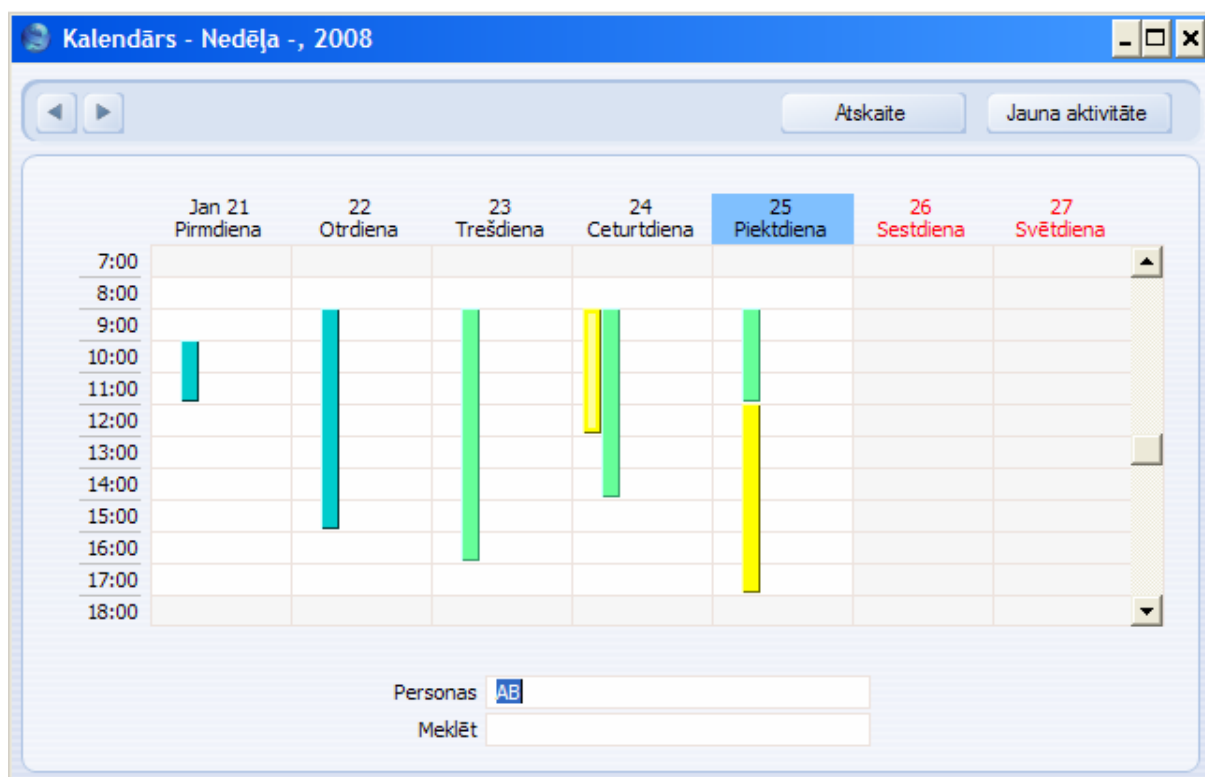 Kalendārs - Nedēļa -, 2008
Atskaite Jauna aktivitāte
Jan 21 22 23 24 25 26 27
Pirmdiena Otrdiena Trešdiena Ceturtdiena Piektdiena Sestdiena Svētdiena
7:00
8:00
9:00
10:00
11:00
12:00
13:00
14:00
15:00
16:00
17:00
18:00
Personas AB
Meklēt